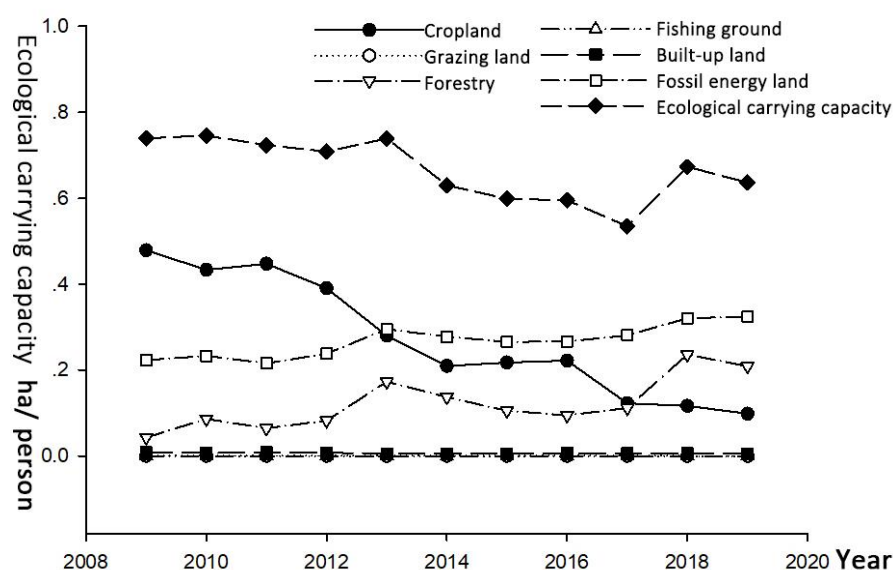 Ecological carrying capacity ha/ person
1.0
.8
.6
.4
.2
0.0
Cropland
Grazing land
Forestry
Fishing ground
Built-up land
Fossil energy land
Ecological carrying capacity
2008
2010
2012
2014
2016
2018
2020
Year